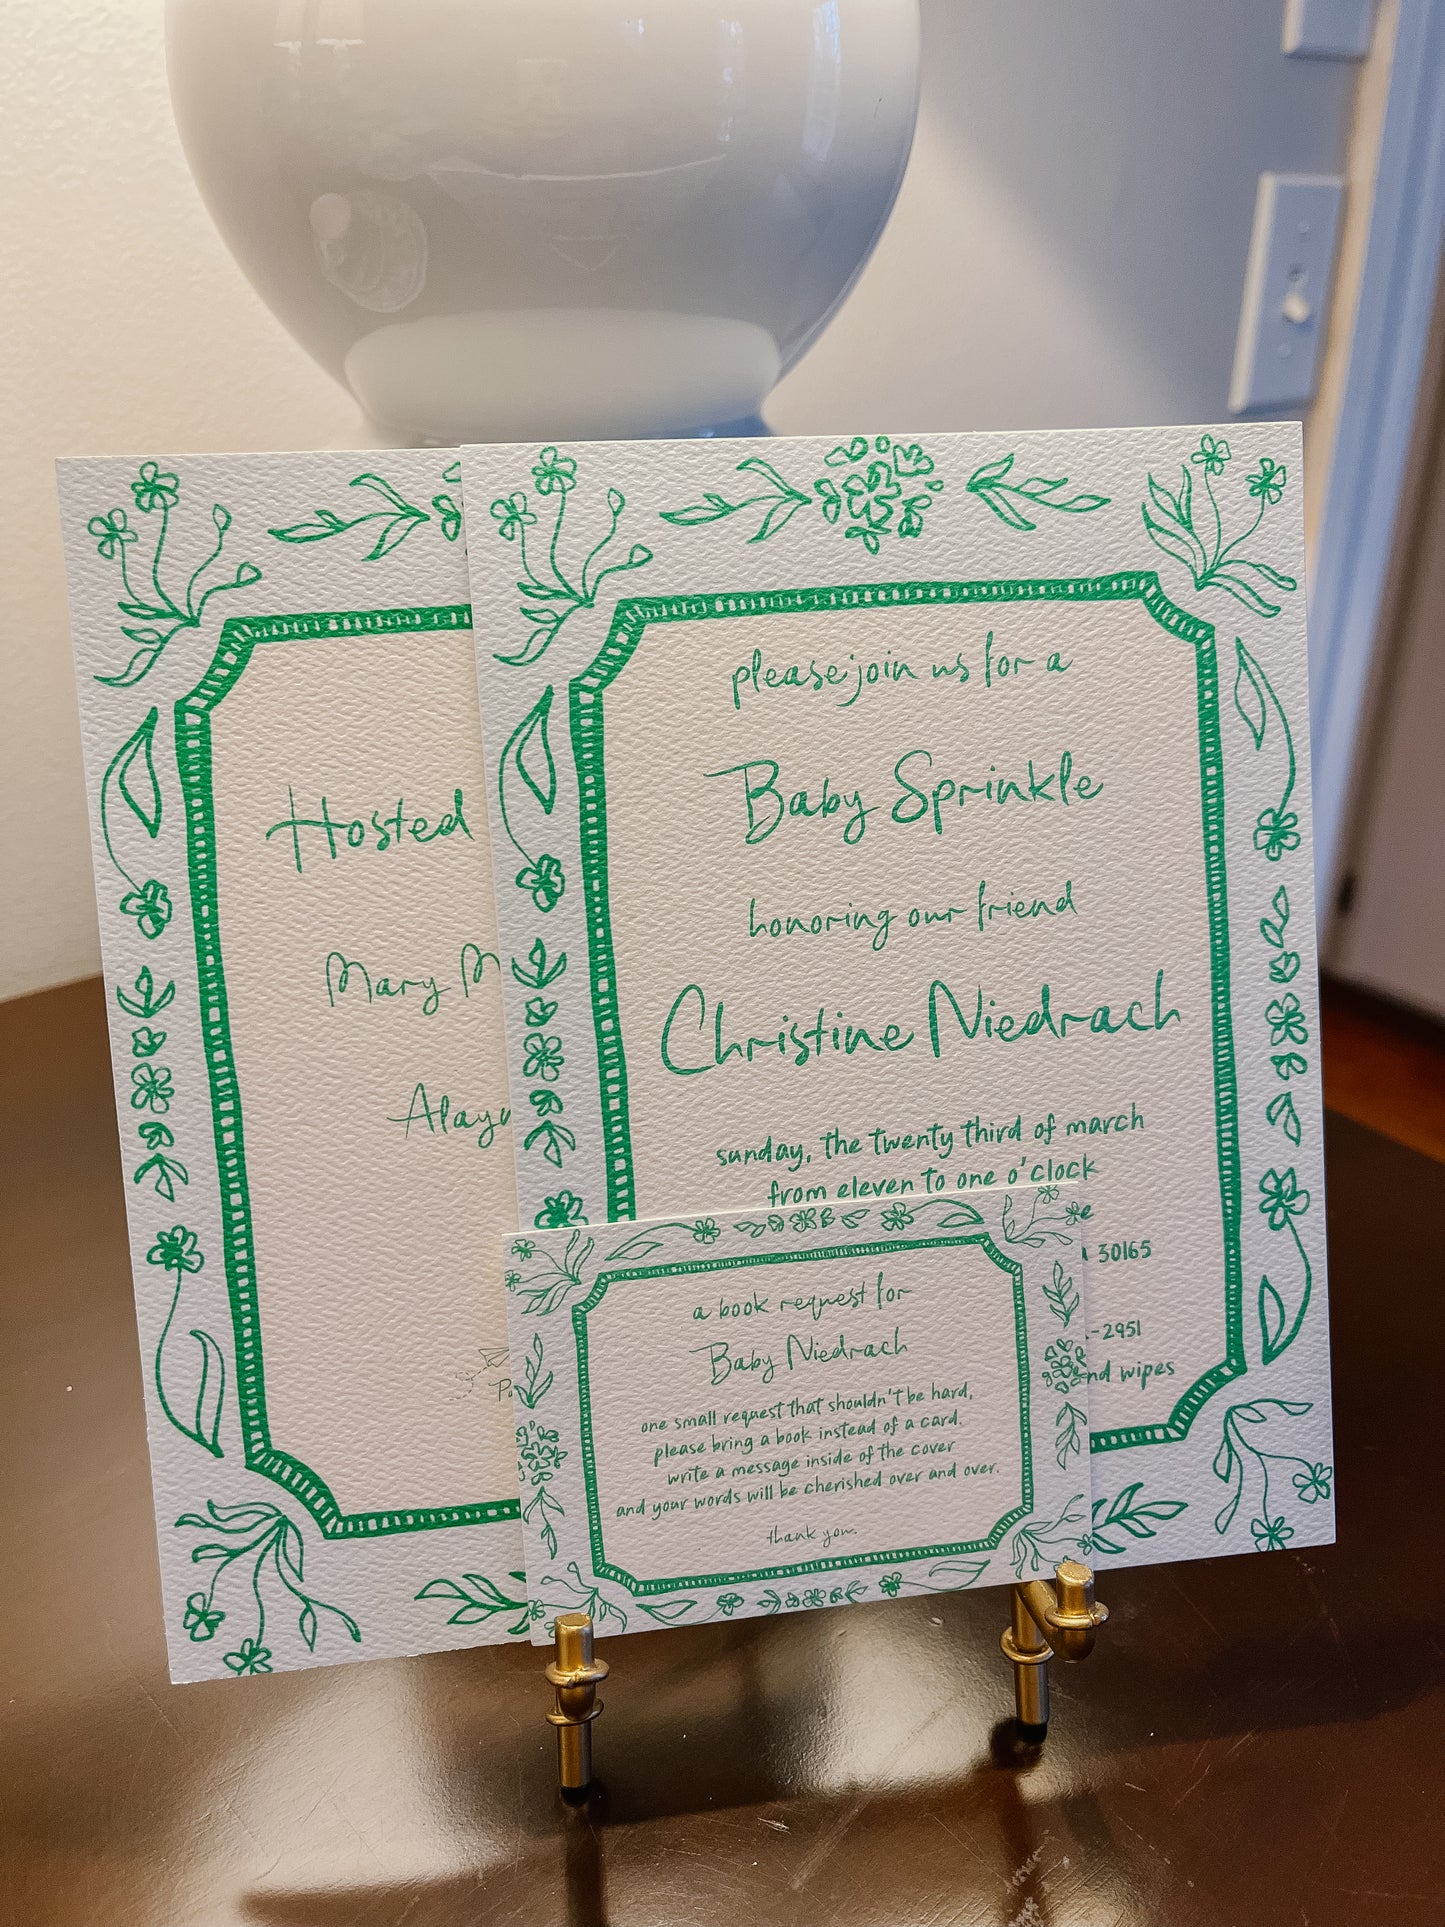 Hosted
Mary
please join us for a
Baby Sprinkle
honoring our friend
Christine Niedrach
sunday, the twenty third of march
from eleven to one o'clock
30165
-2951
wipes
a book request for
Baby Niedrach
one small request that shouldn't be hard,
please bring a book instead of a card.
write a message inside of the cover
and your words will be cherished over and over.
thank you.